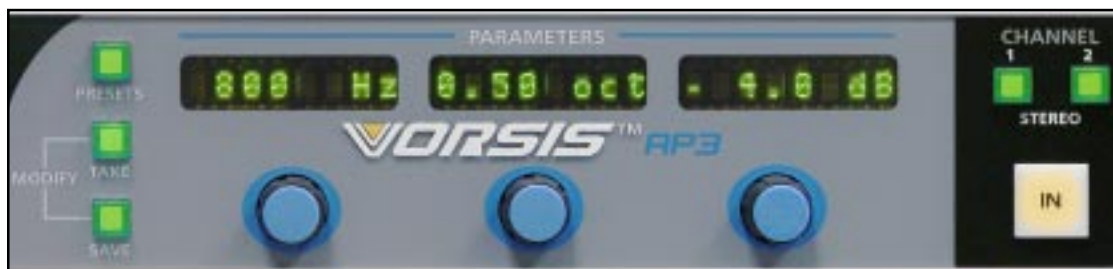 PARAMETERS
800 Hz
0.50 oct
- 4.0 dB
PRESETS
MODIFY
TAKE
SAVE
VORSIS™ AP3
CHANNEL
1
2
STEREO
IN